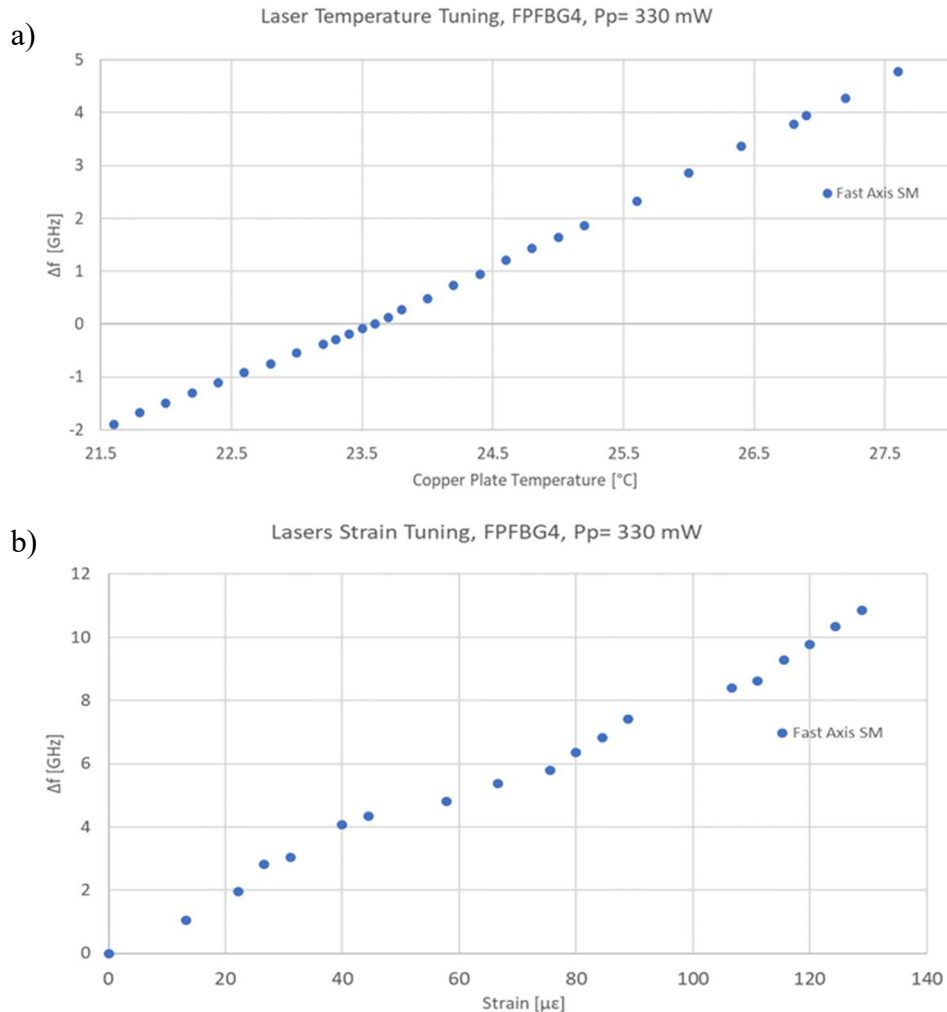 a)
Laser Temperature Tuning, FPFBG4, Pp= 330 mW
5
4
3
2
1
0
-1
-2
Δf [GHz]
Fast Axis SM
21.5 22.5 23.5 24.5 25.5 26.5 27.5
Copper Plate Temperature [°C]
b)
Lasers Strain Tuning, FPFBG4, Pp= 330 mW
12
10
8
6
4
2
0
Δf [GHz]
Fast Axis SM
0 20 40 60 80 100 120 140
Strain [με]